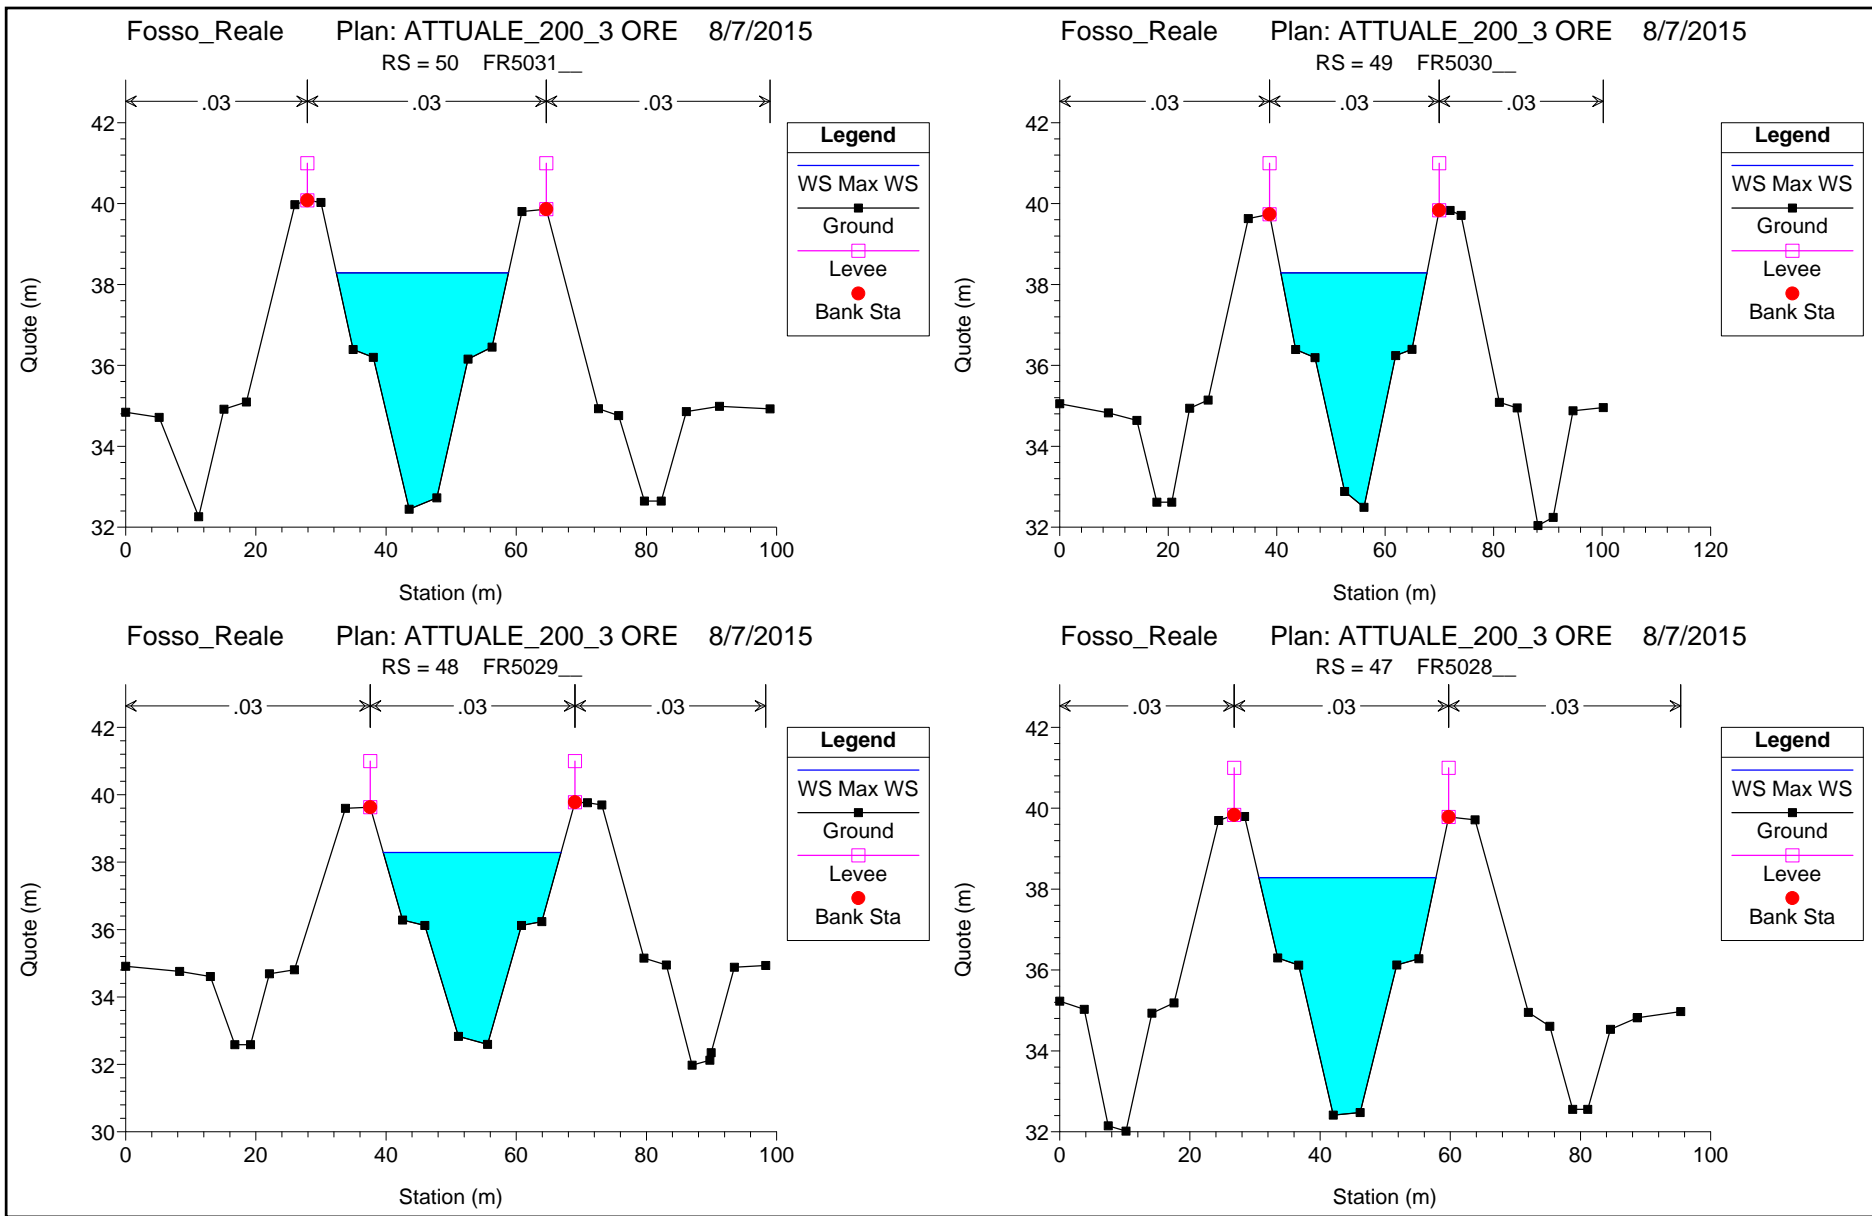 Fosso_Reale Plan: ATTUALE_200_3 ORE 8/7/2015
RS = 50 FR5031__
.03 .03 .03
42
40
38
36
34
32
Quote (m)
0 20 40 60 80 100
Station (m)
Legend
WS Max WS
Ground
Levee
Bank Sta
Fosso_Reale Plan: ATTUALE_200_3 ORE 8/7/2015
RS = 49 FR5030__
.03 .03 .03
42
40
38
36
34
32
Quote (m)
0 20 40 60 80 100 120
Station (m)
Legend
WS Max WS
Ground
Levee
Bank Sta
Fosso_Reale Plan: ATTUALE_200_3 ORE 8/7/2015
RS = 48 FR5029__
.03 .03 .03
42
40
38
36
34
32
30
Quote (m)
0 20 40 60 80 100
Station (m)
Legend
WS Max WS
Ground
Levee
Bank Sta
Fosso_Reale Plan: ATTUALE_200_3 ORE 8/7/2015
RS = 47 FR5028__
.03 .03 .03
42
40
38
36
34
32
Quote (m)
0 20 40 60 80 100
Station (m)
Legend
WS Max WS
Ground
Levee
Bank Sta